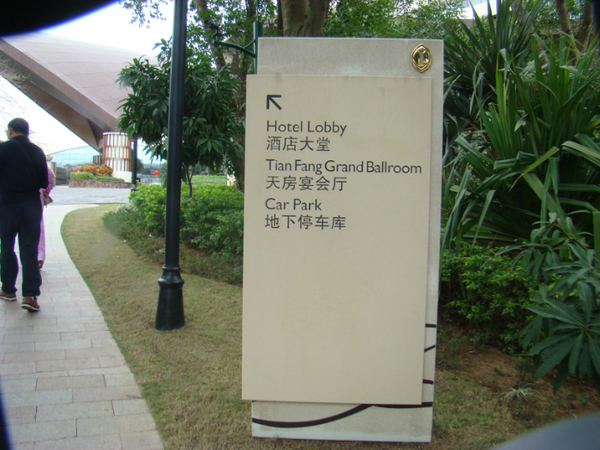 Hotel Lobby
酒店大堂
Tian Fang Grand Ballroom
天房宴会厅
Car Park
地下停车库